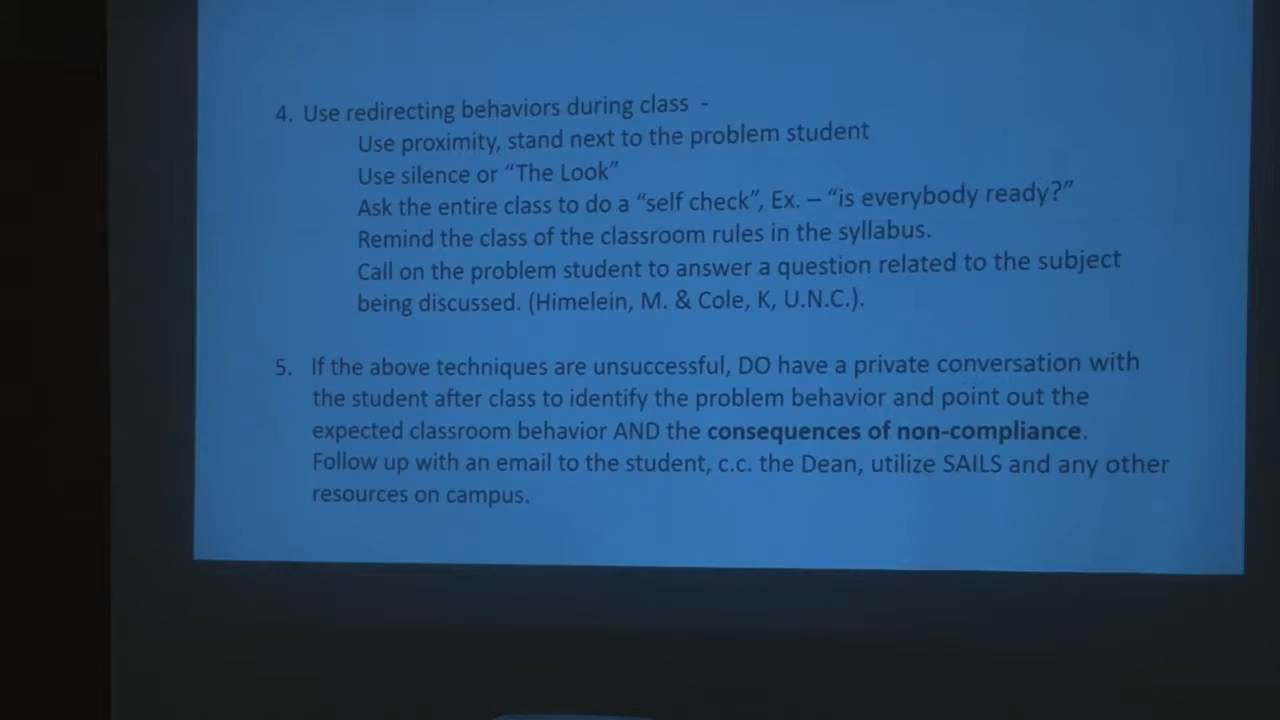 4. Use redirecting behaviors during class -
Use proximity, stand next to the problem student
Use silence or “The Look”
Ask the entire class to do a “self check”, Ex. – “is everybody ready?”
Remind the class of the classroom rules in the syllabus.
Call on the problem student to answer a question related to the subject
being discussed. (Himelein, M. & Cole, K, U.N.C.).
5. If the above techniques are unsuccessful, DO have a private conversation with
the student after class to identify the problem behavior and point out the
expected classroom behavior AND the consequences of non-compliance.
Follow up with an email to the student, c.c. the Dean, utilize SAILS and any other
resources on campus.